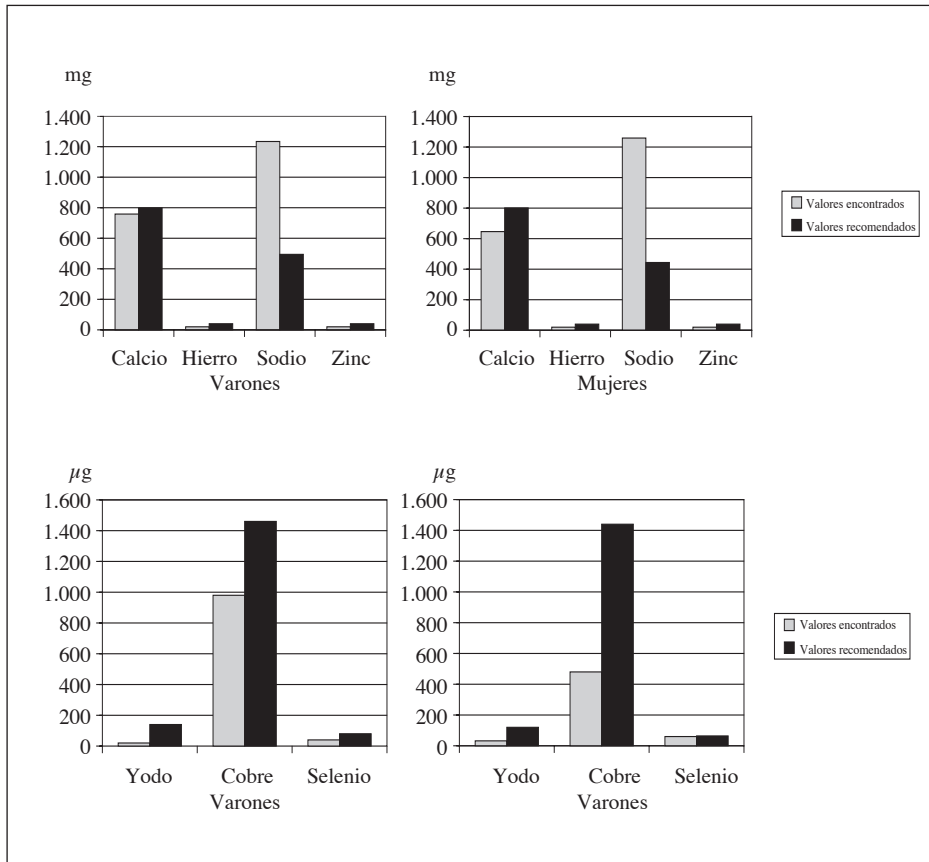 mg
1.400
1.200
1.000
800
600
400
200
0
Calcio Hierro Sodio Zinc
Varones
mg
1.400
1.200
1.000
800
600
400
200
0
Calcio Hierro Sodio Zinc
Mujeres
Valores encontrados
Valores recomendados
µg
1.600
1.400
1.200
1.000
800
600
400
200
0
Yodo Cobre Selenio
Varones
µg
1.600
1.400
1.200
1.000
800
600
400
200
0
Yodo Cobre Selenio
Varones
Valores encontrados
Valores recomendados